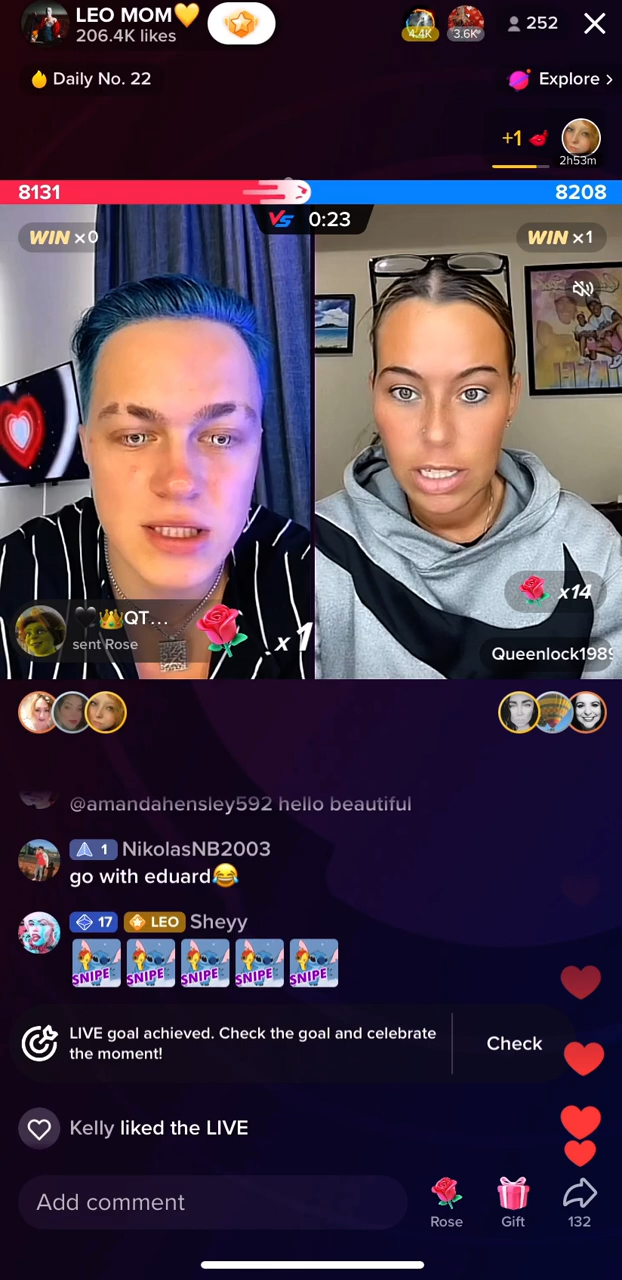 LEO MOM💛
206.4K likes
4.4K
3.6K
252
Daily No. 22
Explore >
+1
2h53m
8131
8208
VS 0:23
WIN x0
WIN x1
🖤👑QT...
sent Rose
x1
x14
Queenlock1989
@amandahensley592 hello beautiful
1 NikolasNB2003
go with eduard😂
17 LEO Sheyy
SNIPE SNIPE SNIPE SNIPE SNIPE
LIVE goal achieved. Check the goal and celebrate
the moment!
Check
Kelly liked the LIVE
Add comment
Rose
Gift
132